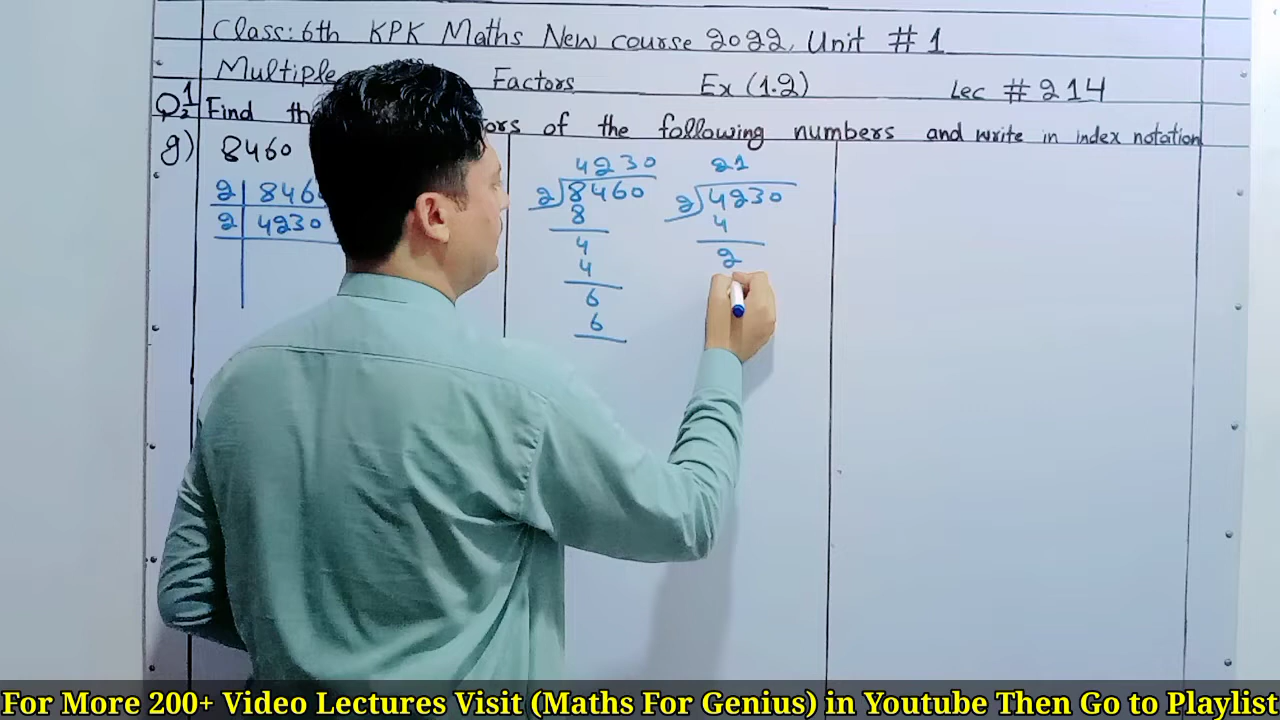 Class: 6th KPK Maths New course 2022, Unit # 1
Multiple Factors Ex (1.2) Lec # 214
Q 1/2 Find of the following numbers and write in index notation
g) 8460
2 | 846
2 | 4230
4230
2)8460
8
4
4
6
6
21
2)4230
4
2
For More 200+ Video Lectures Visit (Maths For Genius) in Youtube Then Go to Playlist